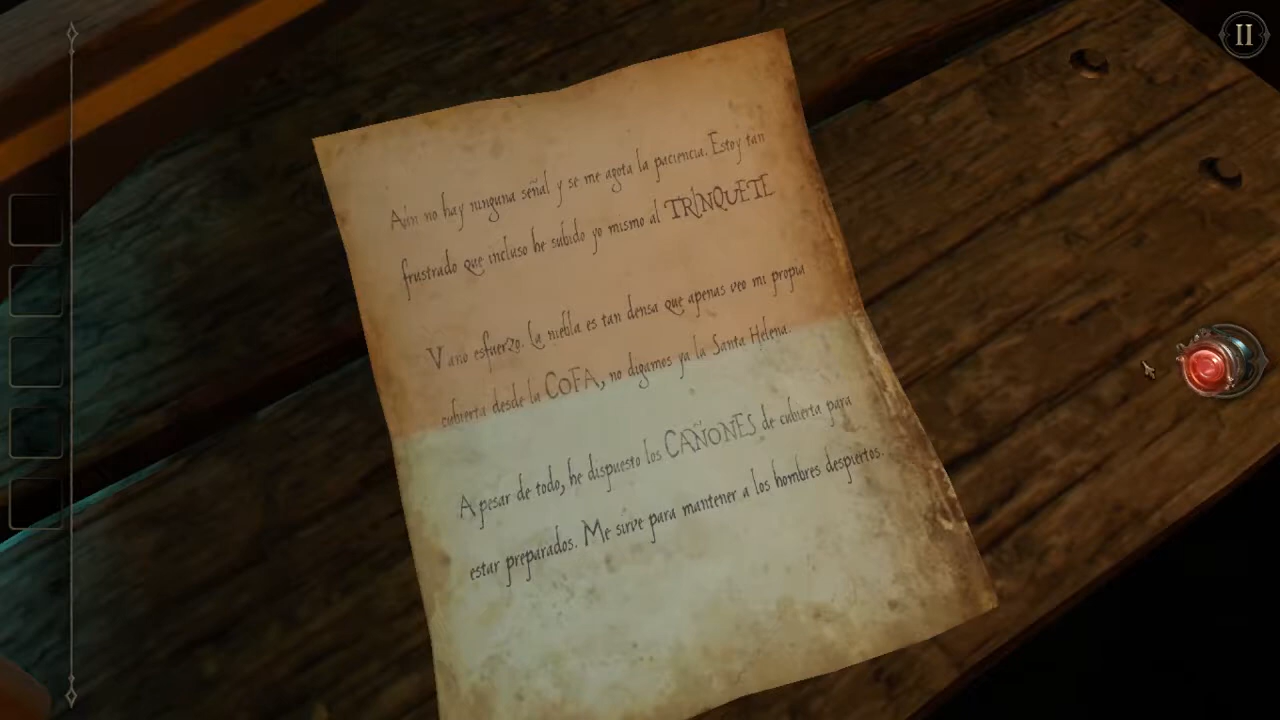 II
Aún no hay ninguna señal y se me agota la paciencia. Estoy tan
frustrado que incluso he subido yo mismo al TRINQUETE
Vano esfuerzo. La niebla es tan densa que apenas veo mi propia
cubierta desde la COFA, no digamos ya la Santa Helena.
A pesar de todo, he dispuesto los CAÑONES de cubierta para
estar preparados. Me sirve para mantener a los hombres despiertos.